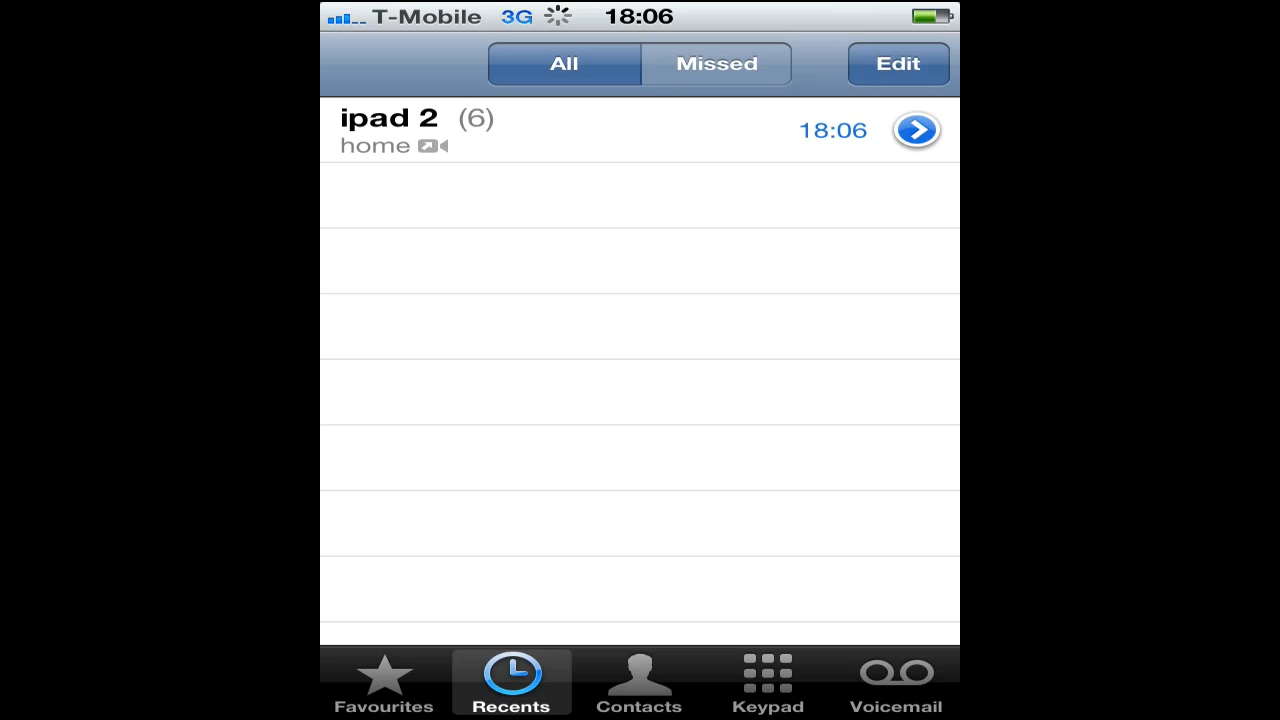 T-Mobile 3G 18:06
All Missed Edit
ipad 2 (6) 18:06
home
Favourites Recents Contacts Keypad Voicemail